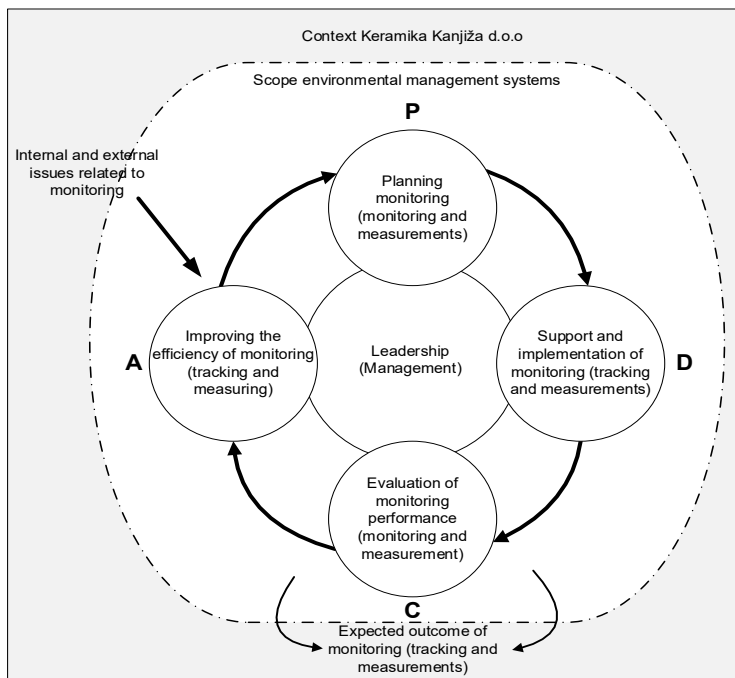 Context Keramika Kanjiža d.o.o
Scope environmental management systems
P
Internal and external
issues related to
monitoring
Planning
monitoring
(monitoring and
measurements)
A
Improving the
efficiency of monitoring
(tracking and
measuring)
Leadership
(Management)
Support and
implementation of
monitoring (tracking
and measurements)
D
Evaluation of
monitoring
performance
(monitoring and
measurement)
C
Expected outcome of
monitoring (tracking and
measurements)